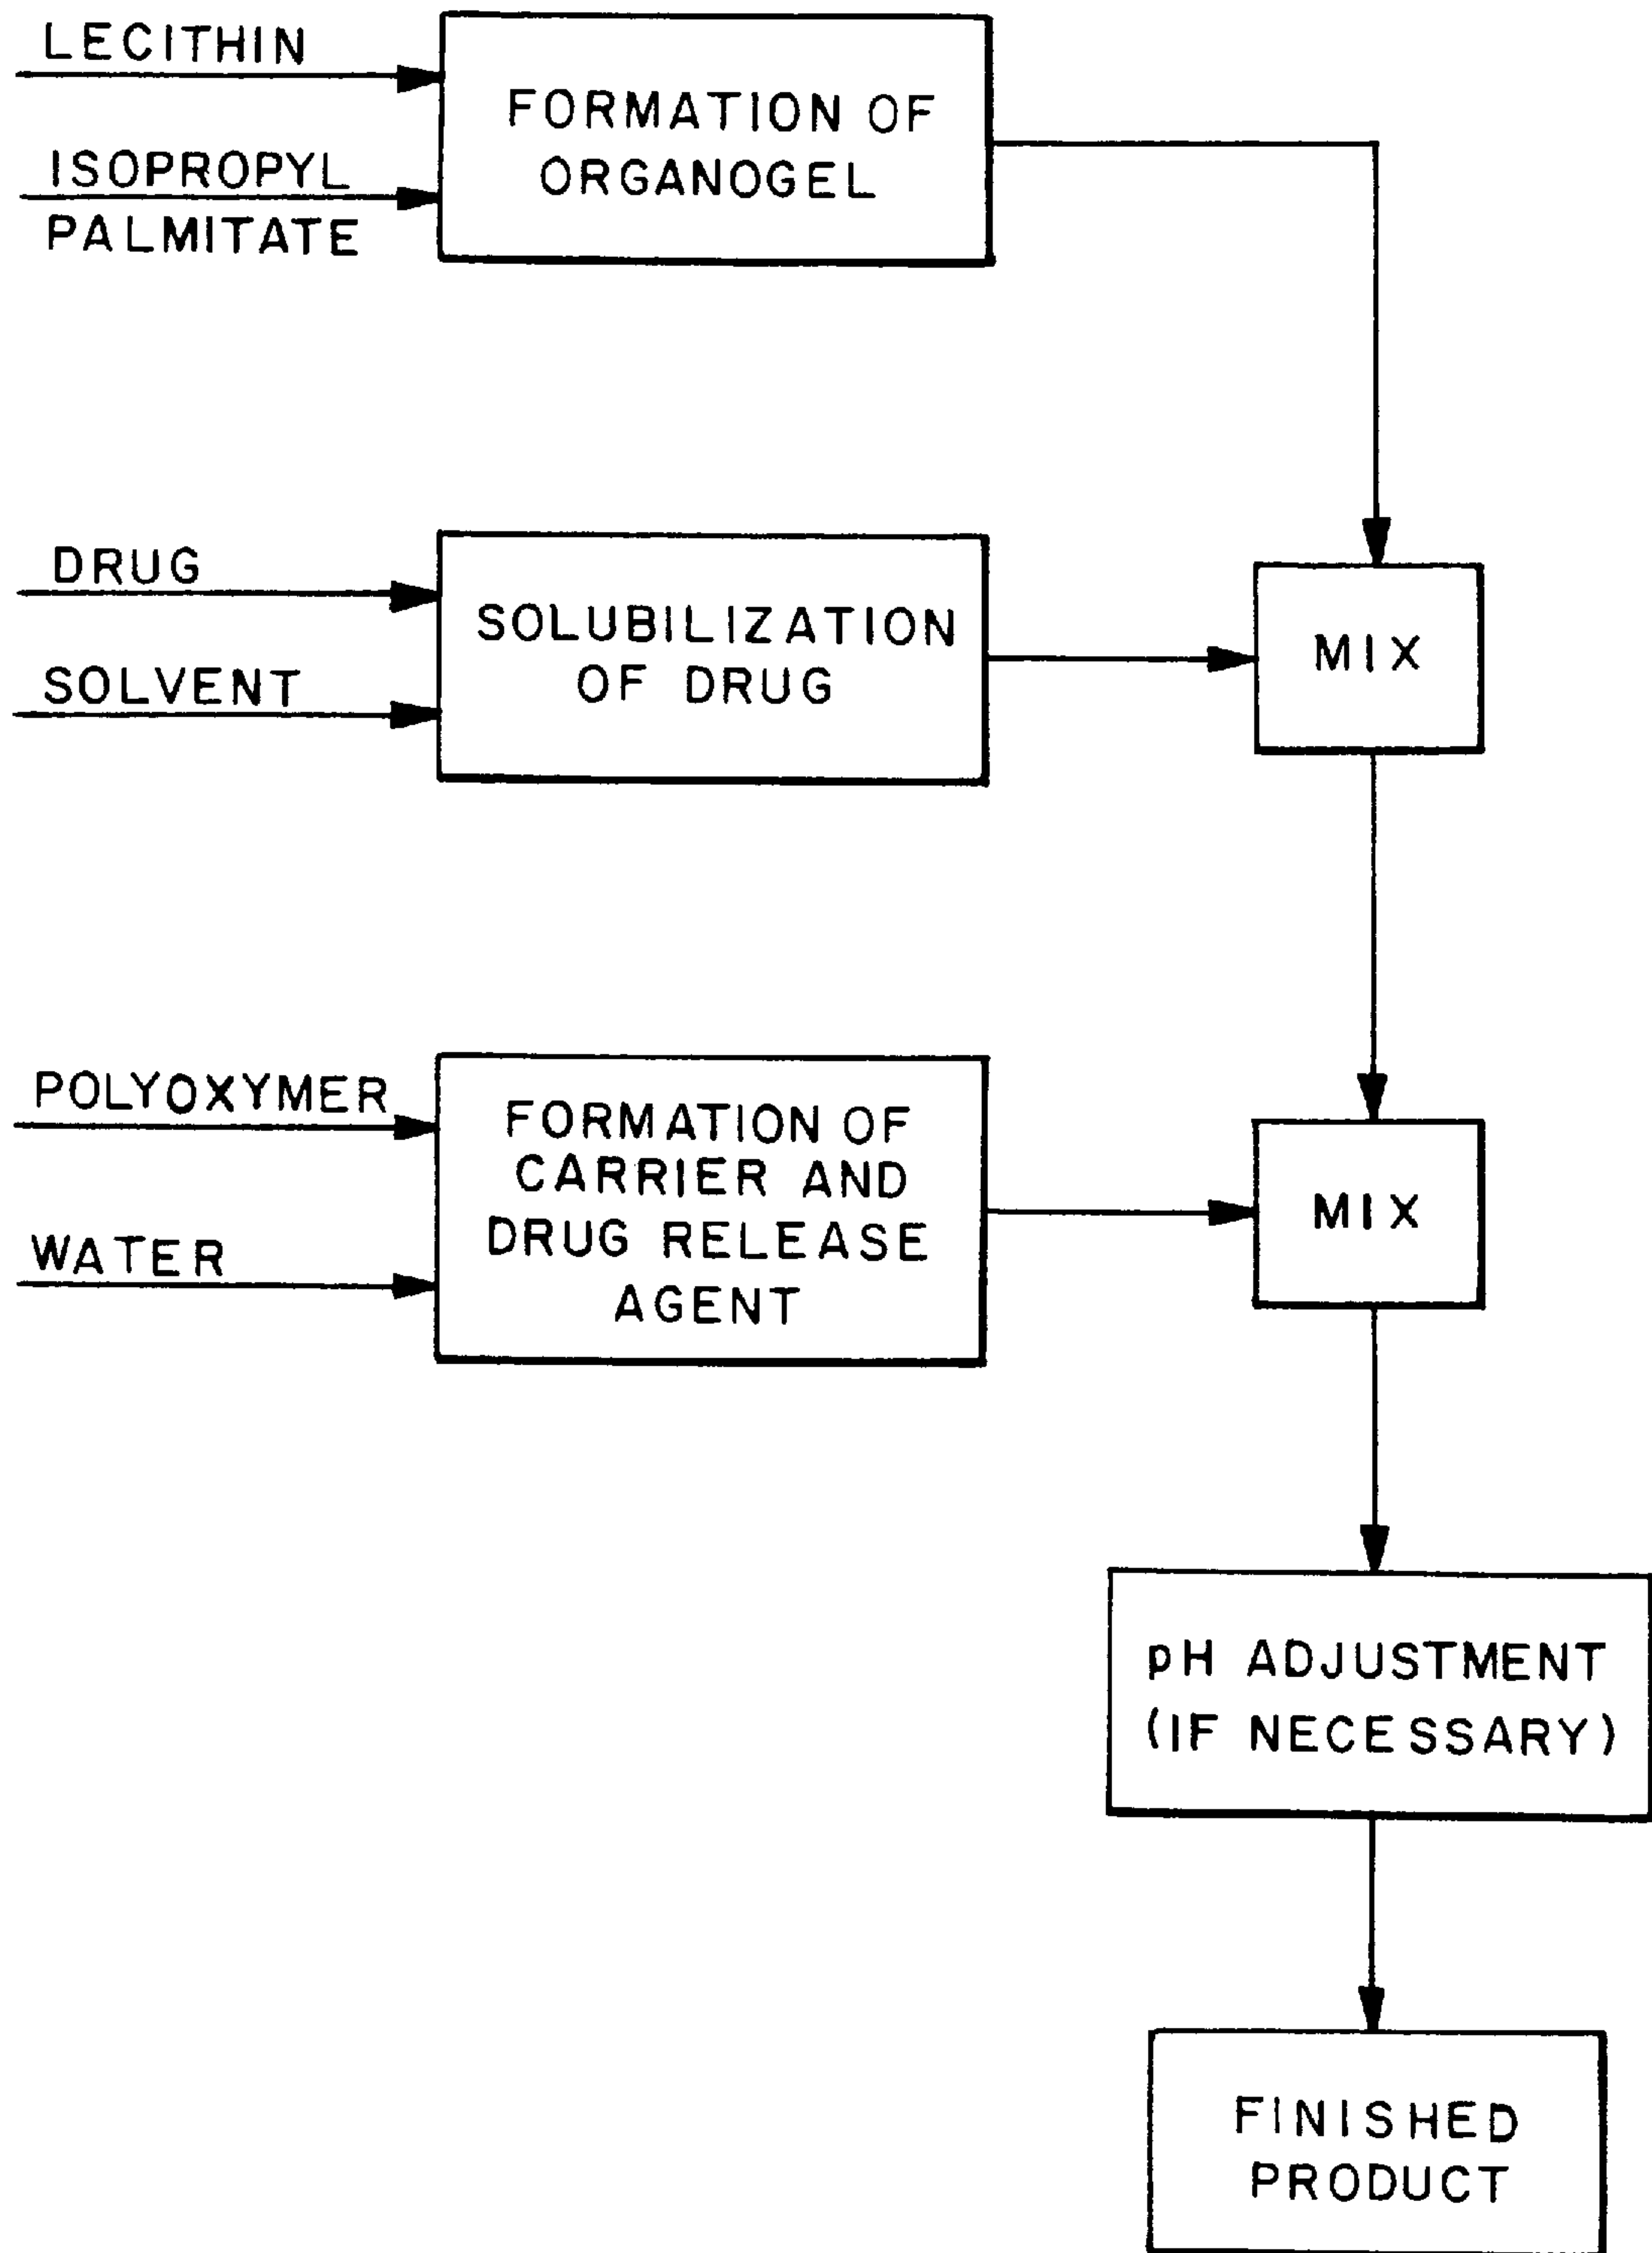 LECITHIN
ISOPROPYL
PALMITATE
FORMATION OF
ORGANOGEL
DRUG
SOLVENT
SOLUBILIZATION
OF DRUG
MIX
POLYOXYMER
WATER
FORMATION OF
CARRIER AND
DRUG RELEASE
AGENT
MIX
pH ADJUSTMENT
(IF NECESSARY)
FINISHED
PRODUCT